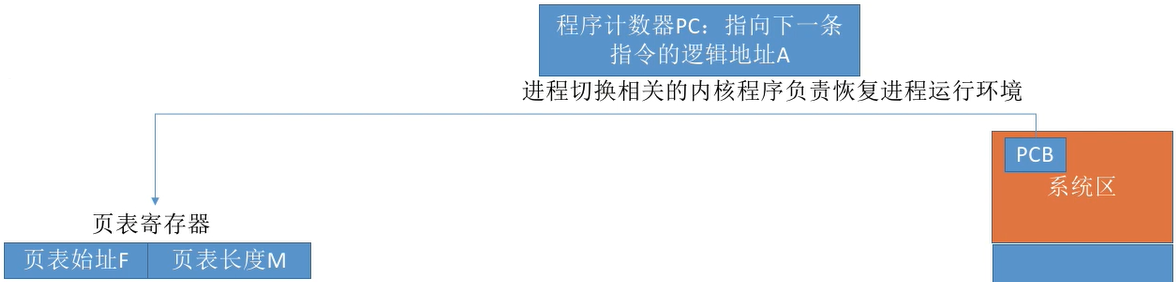 程序计数器PC：指向下一条
指令的逻辑地址A
进程切换相关的内核程序负责恢复进程运行环境
PCB
系统区
页表寄存器
页表始址F
页表长度M